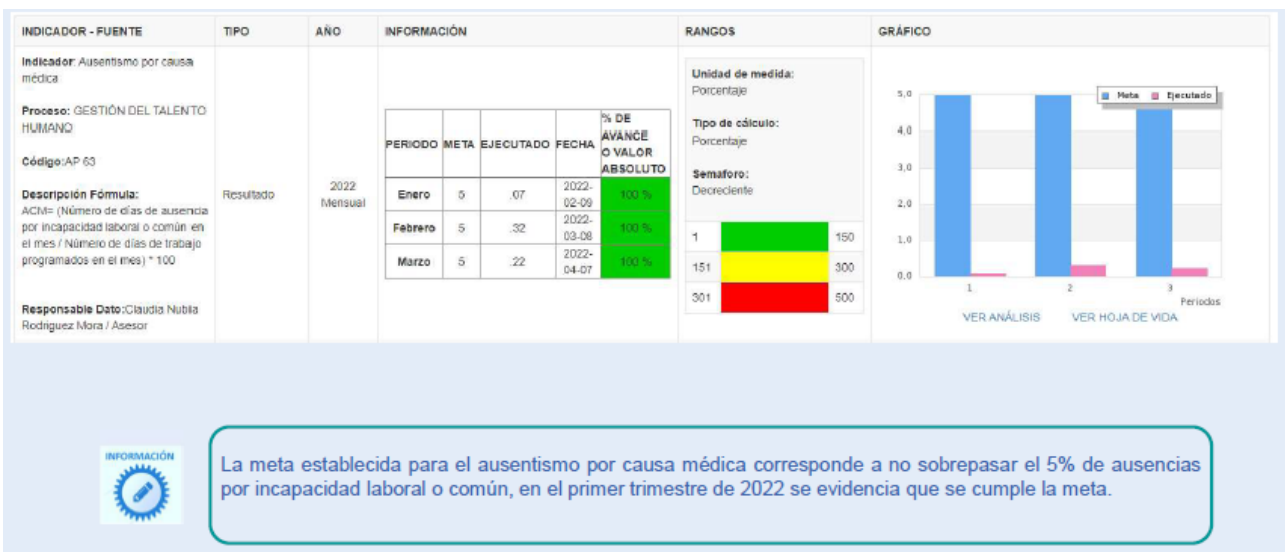 INDICADOR - FUENTE TIPO AÑO INFORMACIÓN RANGOS GRÁFICO
Indicador: Ausentismo por causa
médica
Proceso: GESTIÓN DEL TALENTO
HUMANO
Código:AP 63
Descripción Fórmula:
ACM= (Número de días de ausencia
por incapacidad laboral o común en
el mes / Número de días de trabajo
programados en el mes) * 100
Responsable Dato:Claudia Nubia
Rodriguez Mora / Asesor
Resultado
2022
Mensual
PERIODO META EJECUTADO FECHA % DE
AVANCE
O VALOR
ABSOLUTO
Enero 5 .07 2022-
02-09 100 %
Febrero 5 .32 2022-
03-08 100 %
Marzo 5 .22 2022-
04-07 100 %
Unidad de medida:
Porcentaje
Tipo de cálculo:
Porcentaje
Semaforo:
Decreciente
1 150
151 300
301 500
Meta Ejecutado
5,0
4,0
3,0
2,0
1,0
0,0
1 2 3
Periodos
VER ANÁLISIS VER HOJA DE VIDA
INFORMACIÓN
La meta establecida para el ausentismo por causa médica corresponde a no sobrepasar el 5% de ausencias
por incapacidad laboral o común, en el primer trimestre de 2022 se evidencia que se cumple la meta.